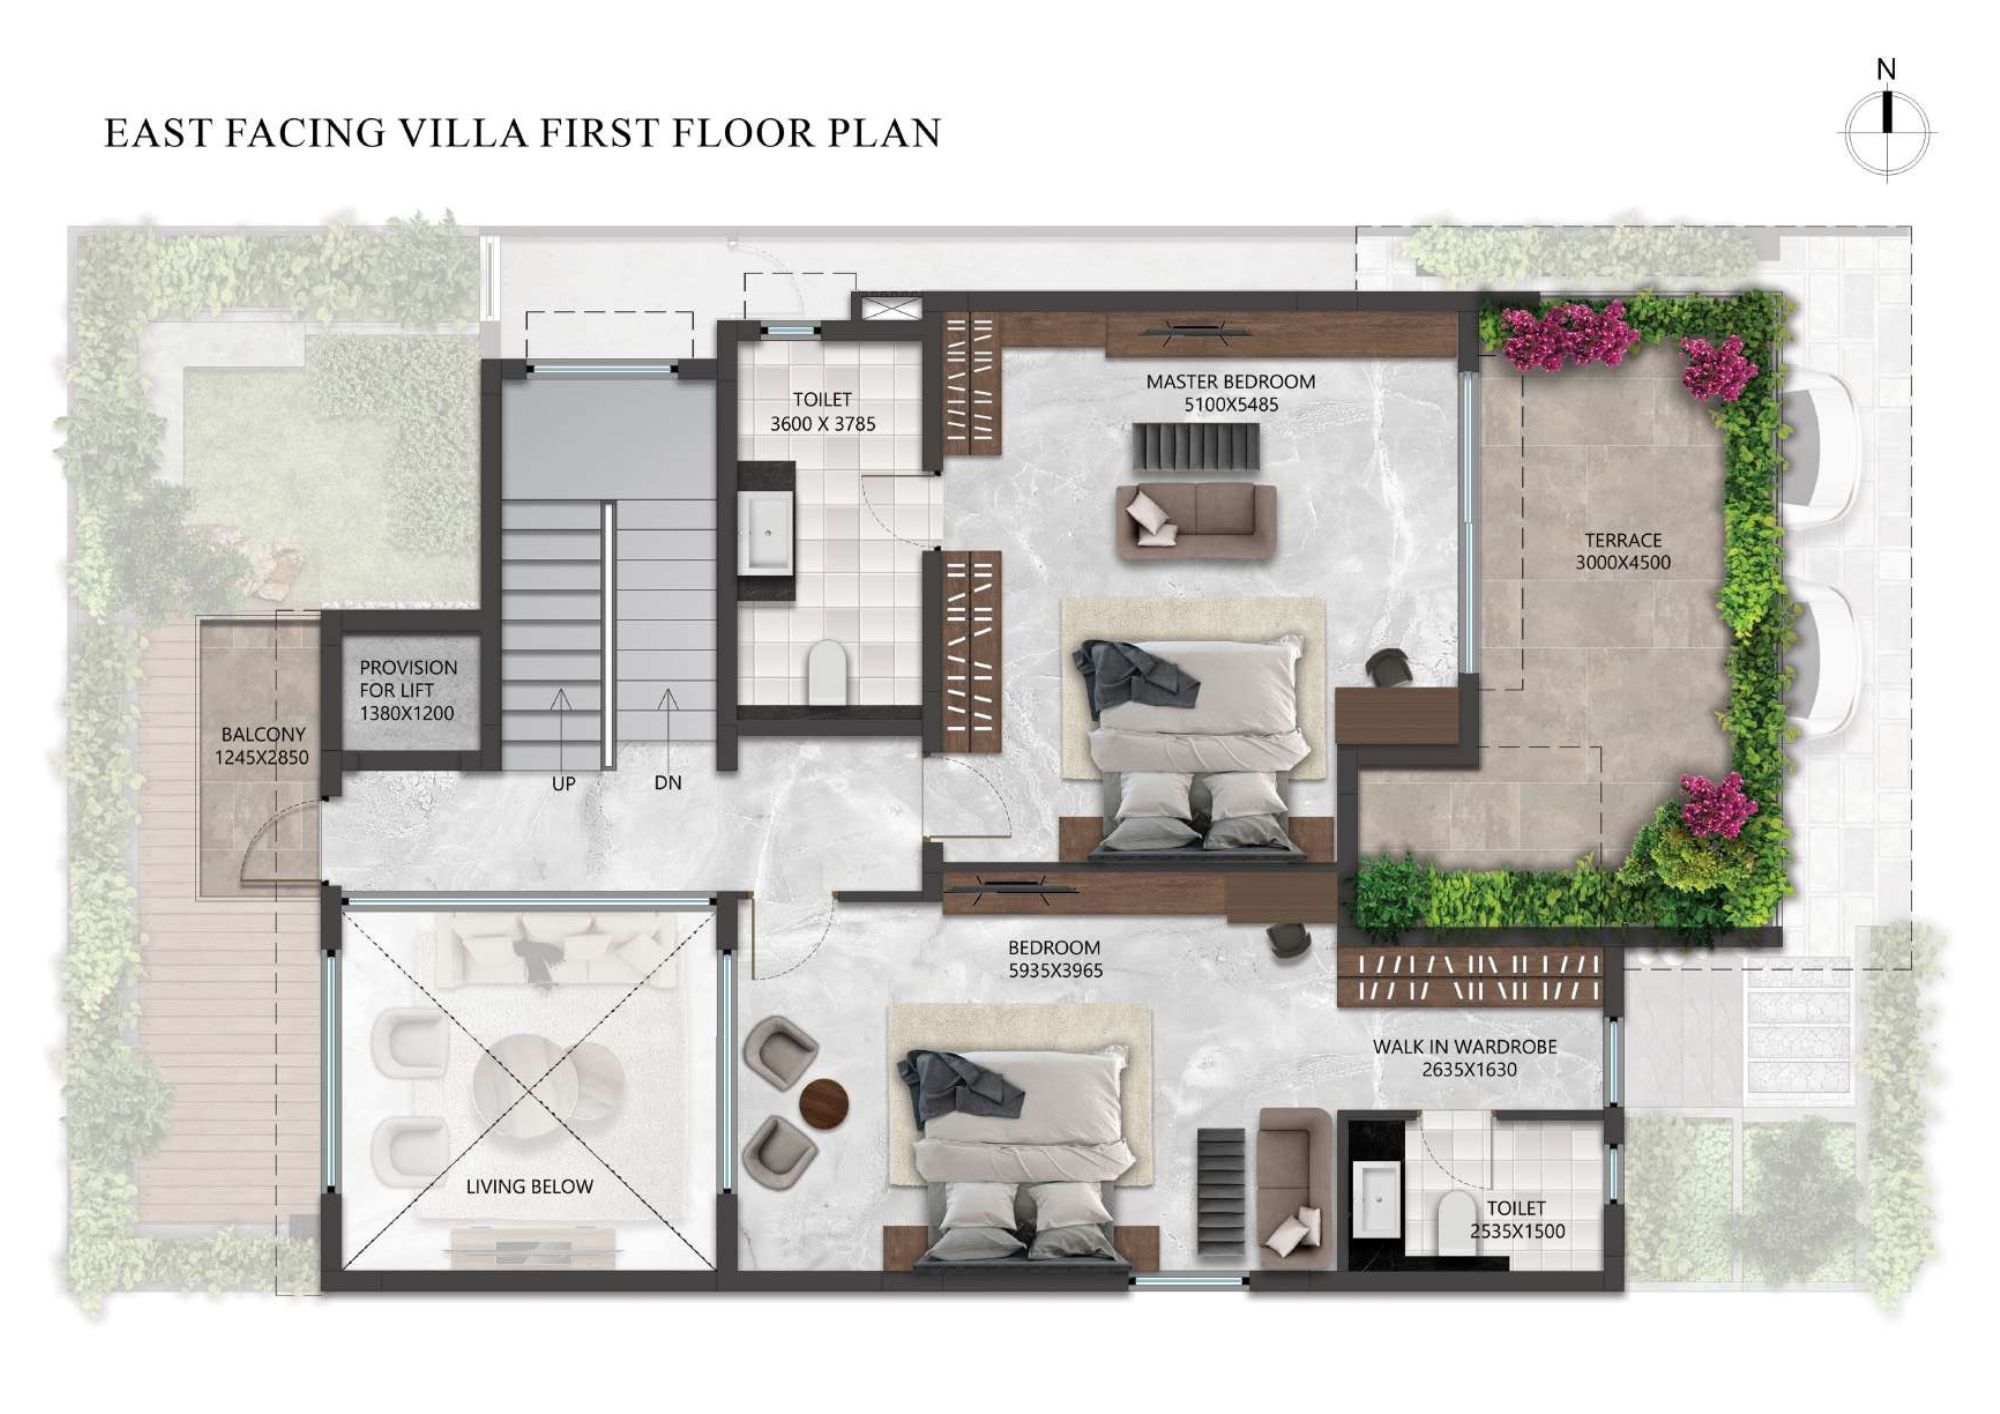 N
EAST FACING VILLA FIRST FLOOR PLAN
TOILET
3600 X 3785
MASTER BEDROOM
5100X5485
TERRACE
3000X4500
PROVISION
FOR LIFT
1380X1200
BALCONY
1245X2850
UP
DN
BEDROOM
5935X3965
WALK IN WARDROBE
2635X1630
LIVING BELOW
TOILET
2535X1500